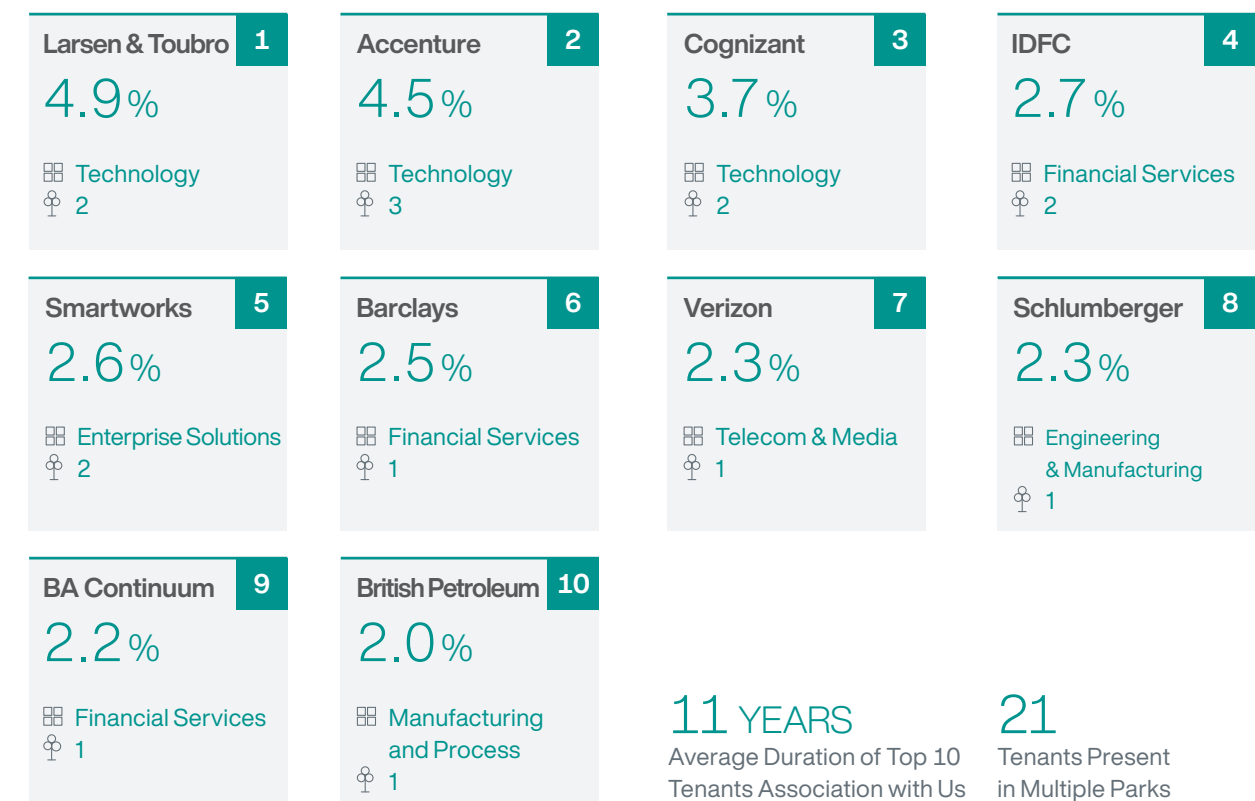 Larsen & Toubro 1
4.9%
Technology
2
Accenture 2
4.5%
Technology
3
Cognizant 3
3.7%
Technology
2
IDFC 4
2.7%
Financial Services
2
Smartworks 5
2.6%
Enterprise Solutions
2
Barclays 6
2.5%
Financial Services
1
Verizon 7
2.3%
Telecom & Media
1
Schlumberger 8
2.3%
Engineering
& Manufacturing
1
BA Continuum 9
2.2%
Financial Services
1
British Petroleum 10
2.0%
Manufacturing
and Process
1
11 YEARS
Average Duration of Top 10
Tenants Association with Us
21
Tenants Present
in Multiple Parks